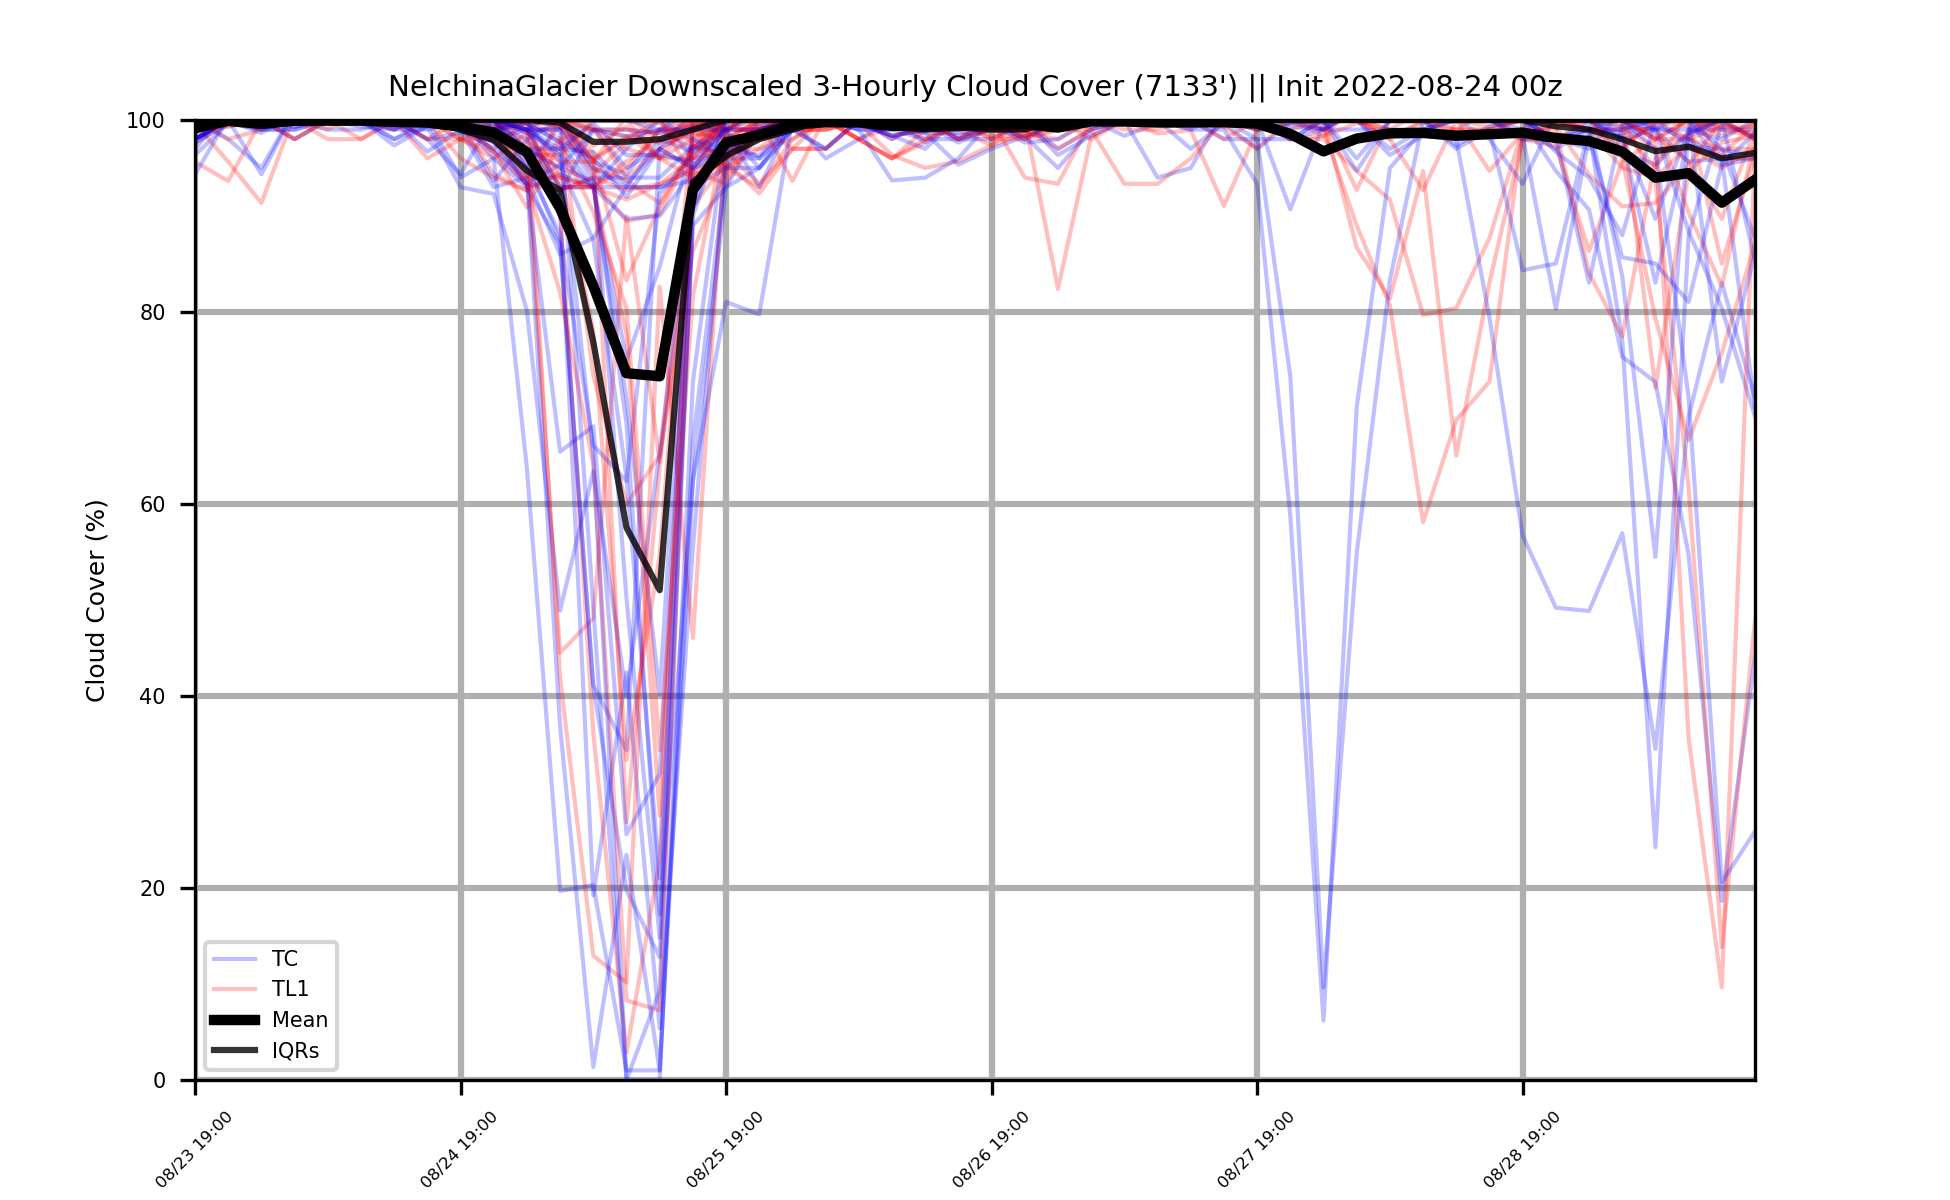 NelchinaGlacier Downscaled 3-Hourly Cloud Cover (7133') || Init 2022-08-24 00z
Cloud Cover (%)
100
80
60
40
20
0
TC
TL1
Mean
IQRs
08/23 19:00
08/24 19:00
08/25 19:00
08/26 19:00
08/27 19:00
08/28 19:00